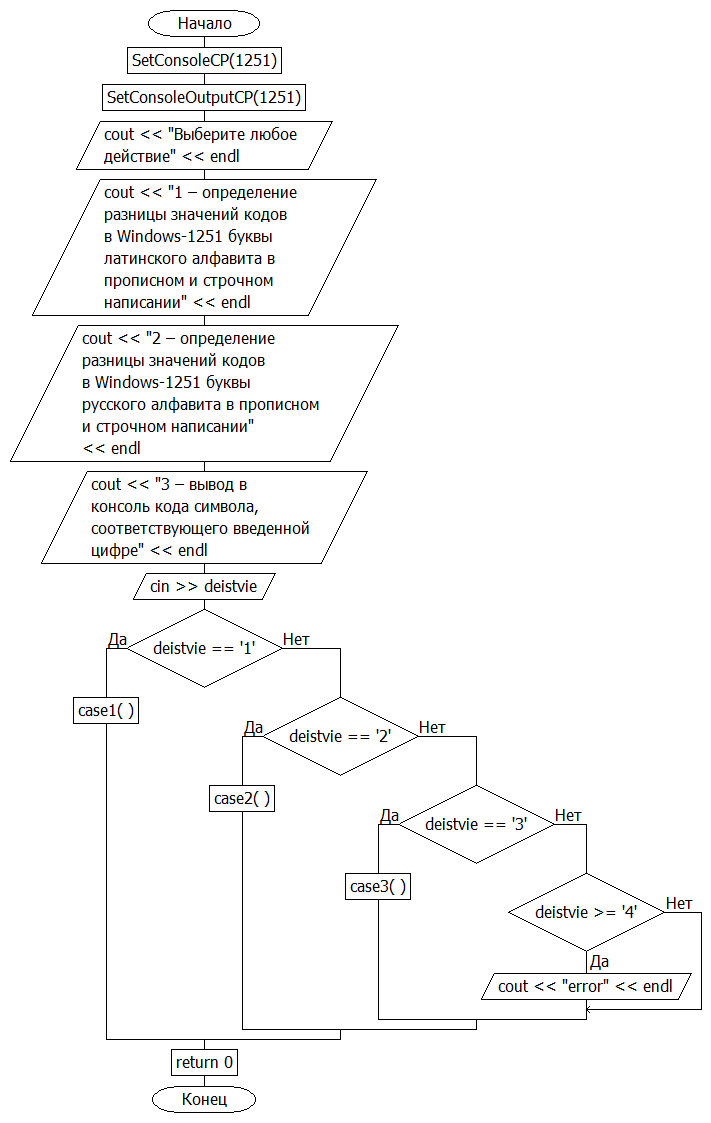 Начало
SetConsoleCP(1251)
SetConsoleOutputCP(1251)
cout << "Выберите любое
действие" << endl
cout << "1 – определение
разницы значений кодов
в Windows-1251 буквы
латинского алфавита в
прописном и строчном
написании" << endl
cout << "2 – определение
разницы значений кодов
в Windows-1251 буквы
русского алфавита в прописном
и строчном написании"
<< endl
cout << "3 – вывод в
консоль кода символа,
соответствующего введенной
цифре" << endl
cin >> deistvie
Да
deistvie == '1'
Нет
case1( )
Да
deistvie == '2'
Нет
case2( )
Да
deistvie == '3'
Нет
case3( )
deistvie >= '4'
Нет
Да
cout << "error" << endl
return 0
Конец